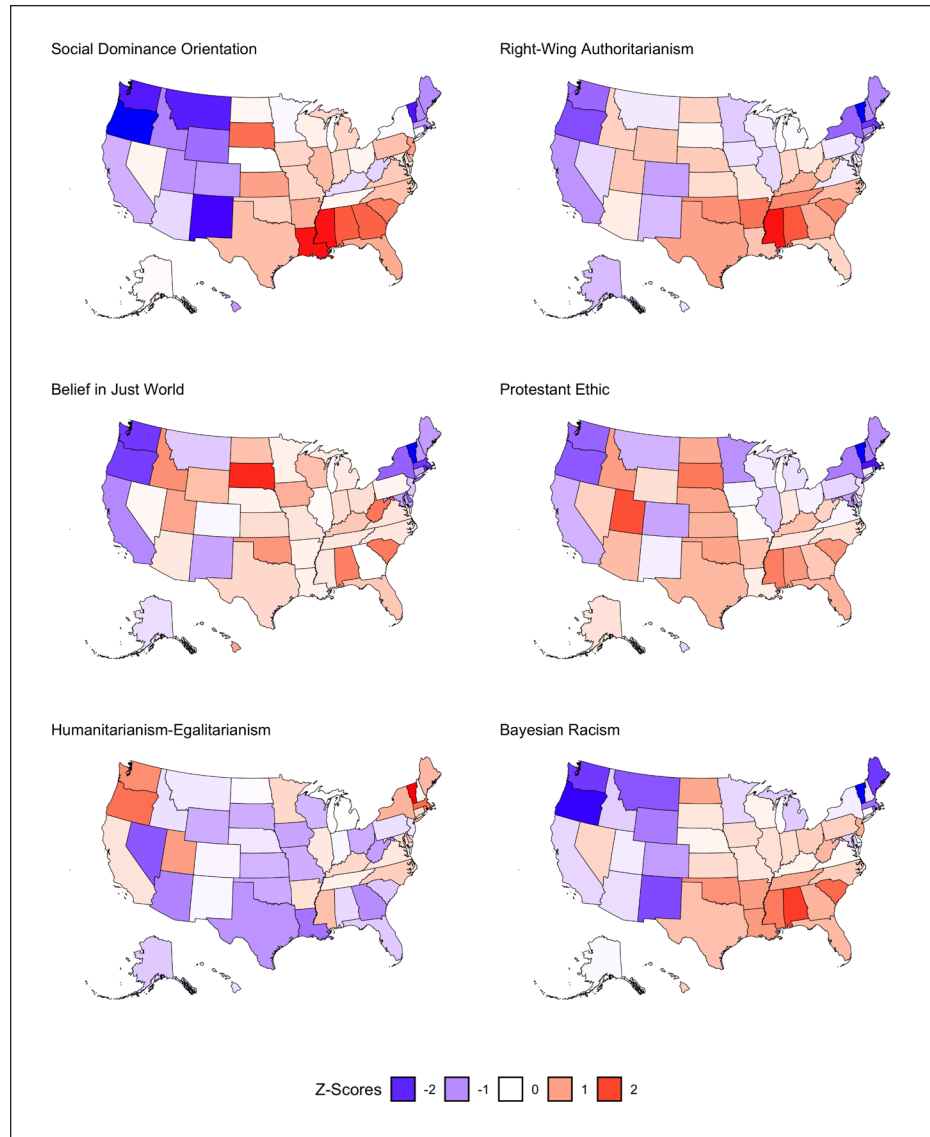 Social Dominance Orientation
Right-Wing Authoritarianism
Belief in Just World
Protestant Ethic
Humanitarianism-Egalitarianism
Bayesian Racism
Z-Scores -2 -1 0 1 2